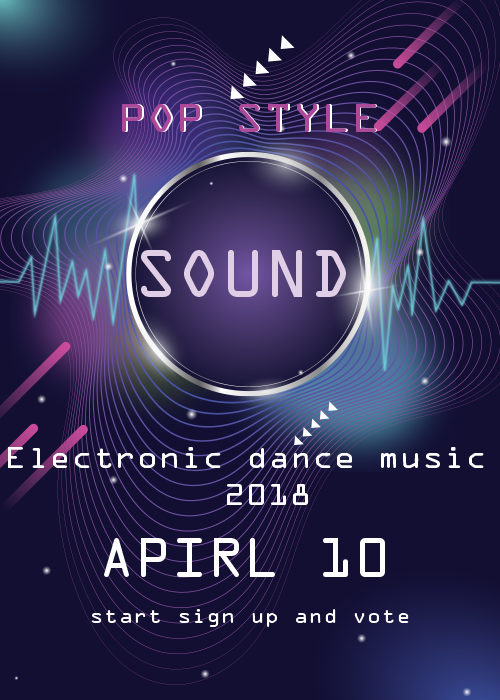 POP STYLE
SOUND
Electronic dance music
2018
APIRL 10
start sign up and vote